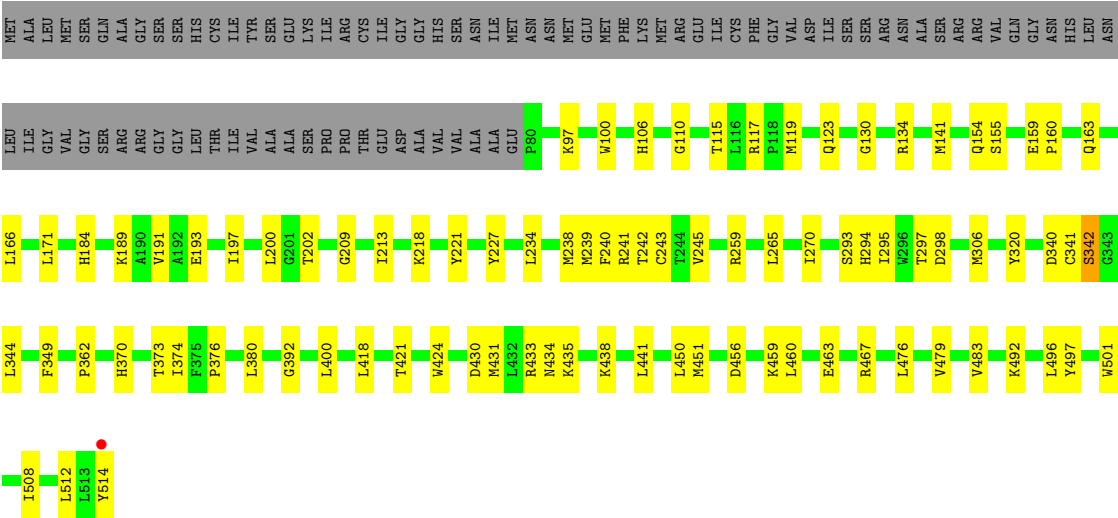 MET ALA LEU MET SER GLN ALA GLY SER SER HIS CYS ILE TYR SER GLU LYS ILE ARG CYS ILE GLY GLY HIS SER ASN ILE MET ASN ASN MET GLU MET PHE LYS MET ARG GLU ILE CYS PHE GLY VAL ASP ILE SER SER ARG ASN ALA SER ARG ARG VAL GLN GLY ASN HIS LEU ASN
LEU ILE GLY VAL GLY SER ARG ARG GLY GLY LEU THR ILE VAL ALA ALA SER PRO PRO THR GLU ASP ALA VAL VAL ALA ALA GLU P80 K97 W100 H106 G110 T115 L116 R117 P118 M119 Q123 G130 R134 M141 Q154 S155 E159 P160 Q163
L166 L171 H184 K189 A190 V191 A192 E193 I197 L200 G201 T202 G209 I213 K218 Y221 Y227 L234 M238 M239 F240 R241 T242 C243 T244 V245 R259 L265 I270 S293 H294 I295 W296 T297 D298 M306 Y320 D340 C341 S342 G343
L344 F349 P362 H370 T373 I374 F375 P376 L380 G392 L400 L418 T421 W424 D430 M431 L432 R433 N434 K435 K438 L441 L450 M451 D456 K459 L460 E463 R467 L476 V479 V483 K492 L496 Y497 W501
I508 L512 L513 Y514